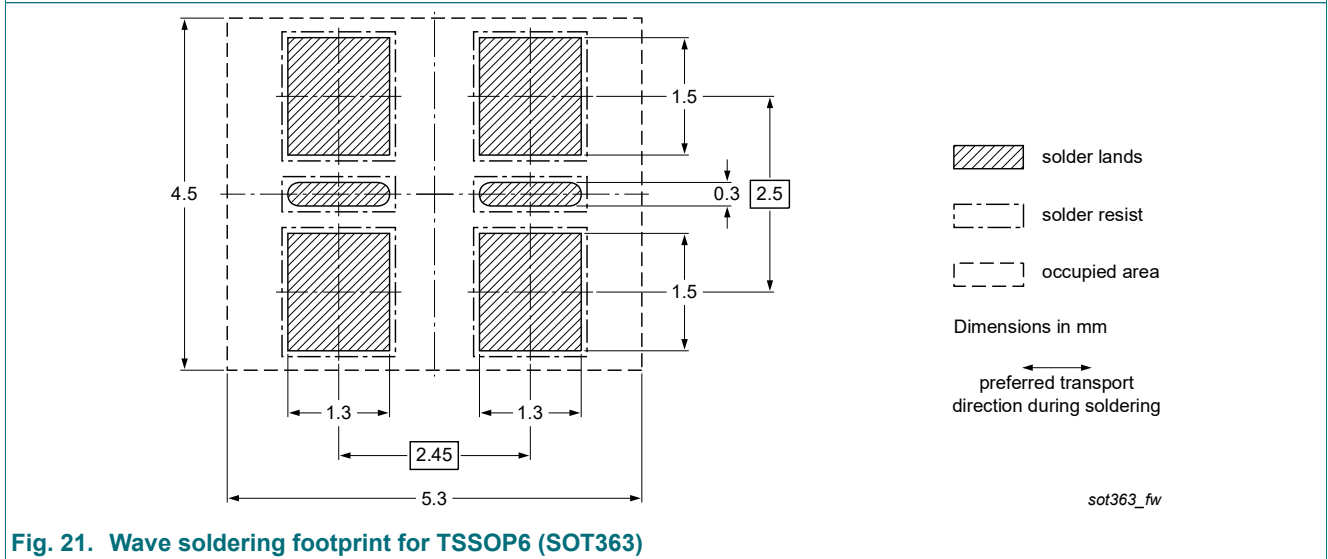 1.5
4.5
0.3
2.5
1.5
1.3
1.3
2.45
5.3
solder lands
solder resist
occupied area
Dimensions in mm
preferred transport
direction during soldering
sot363_fw
Fig. 21. Wave soldering footprint for TSSOP6 (SOT363)